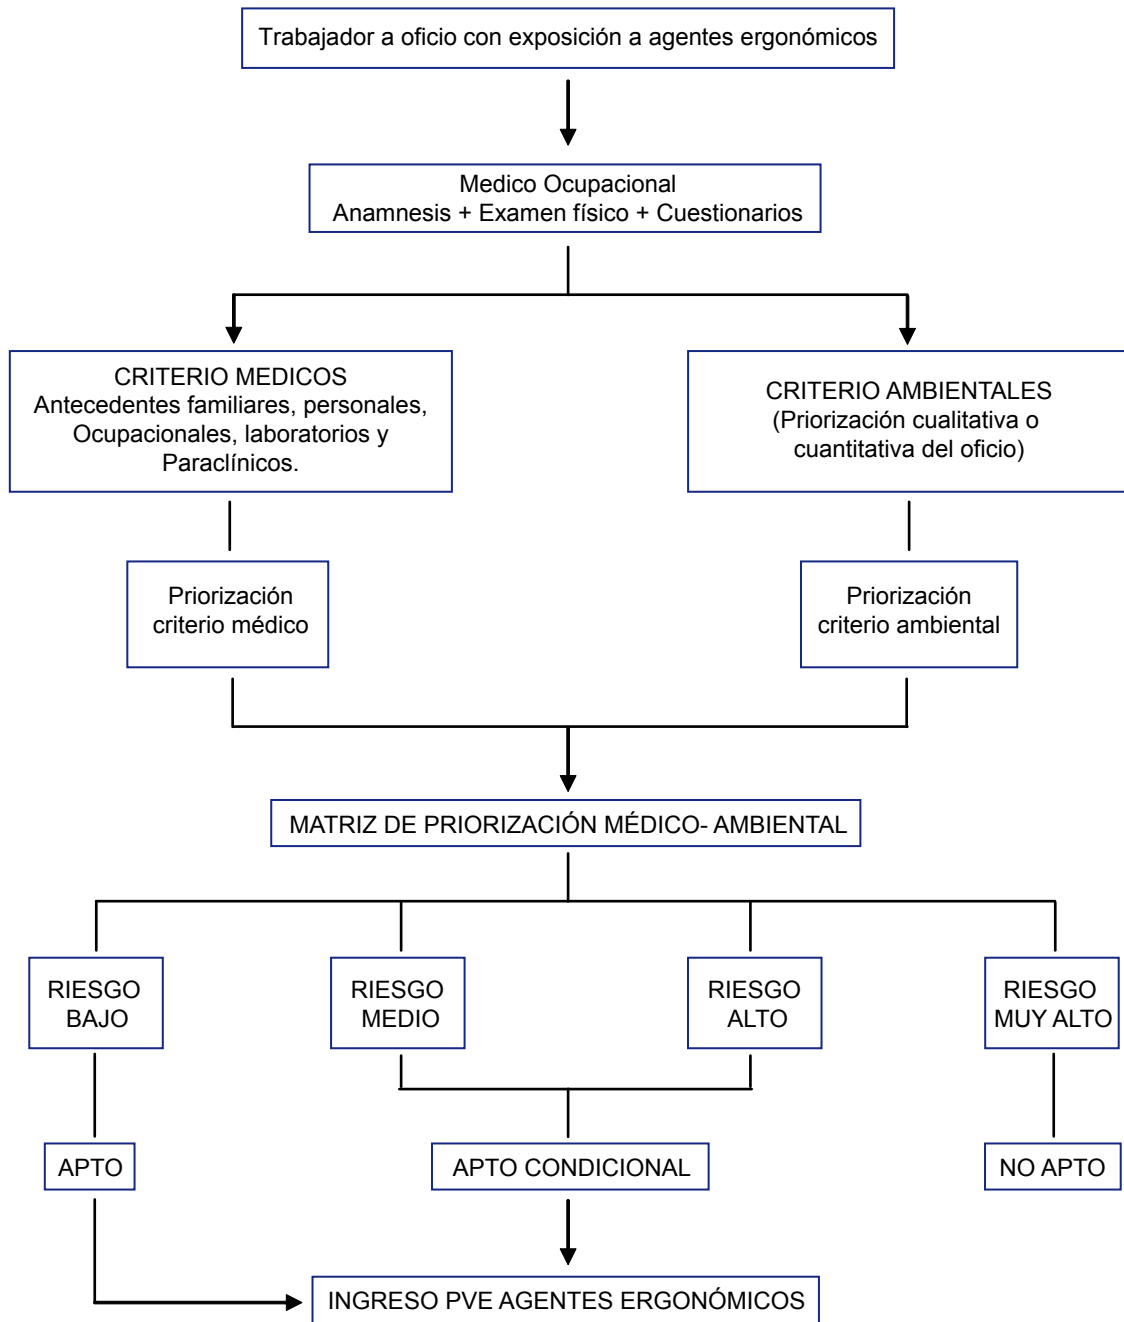 Trabajador a oficio con exposición a agentes ergonómicos
Medico Ocupacional
Anamnesis + Examen físico + Cuestionarios
CRITERIO MEDICOS
Antecedentes familiares, personales,
Ocupacionales, laboratorios y
Paraclínicos.
CRITERIO AMBIENTALES
(Priorización cualitativa o
cuantitativa del oficio)
Priorización
criterio médico
Priorización
criterio ambiental
MATRIZ DE PRIORIZACIÓN MÉDICO- AMBIENTAL
RIESGO
BAJO
RIESGO
MEDIO
RIESGO
ALTO
RIESGO
MUY ALTO
APTO
APTO CONDICIONAL
NO APTO
INGRESO PVE AGENTES ERGONÓMICOS